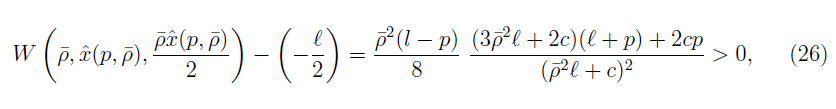 W(ρ̄, x̂(p, ρ̄), ρ̄x̂(p, ρ̄)/2) − (−ℓ/2) = ρ̄²(l − p)/8 (3ρ̄²ℓ + 2c)(ℓ + p) + 2cp/(ρ̄²ℓ + c)² > 0, (26)